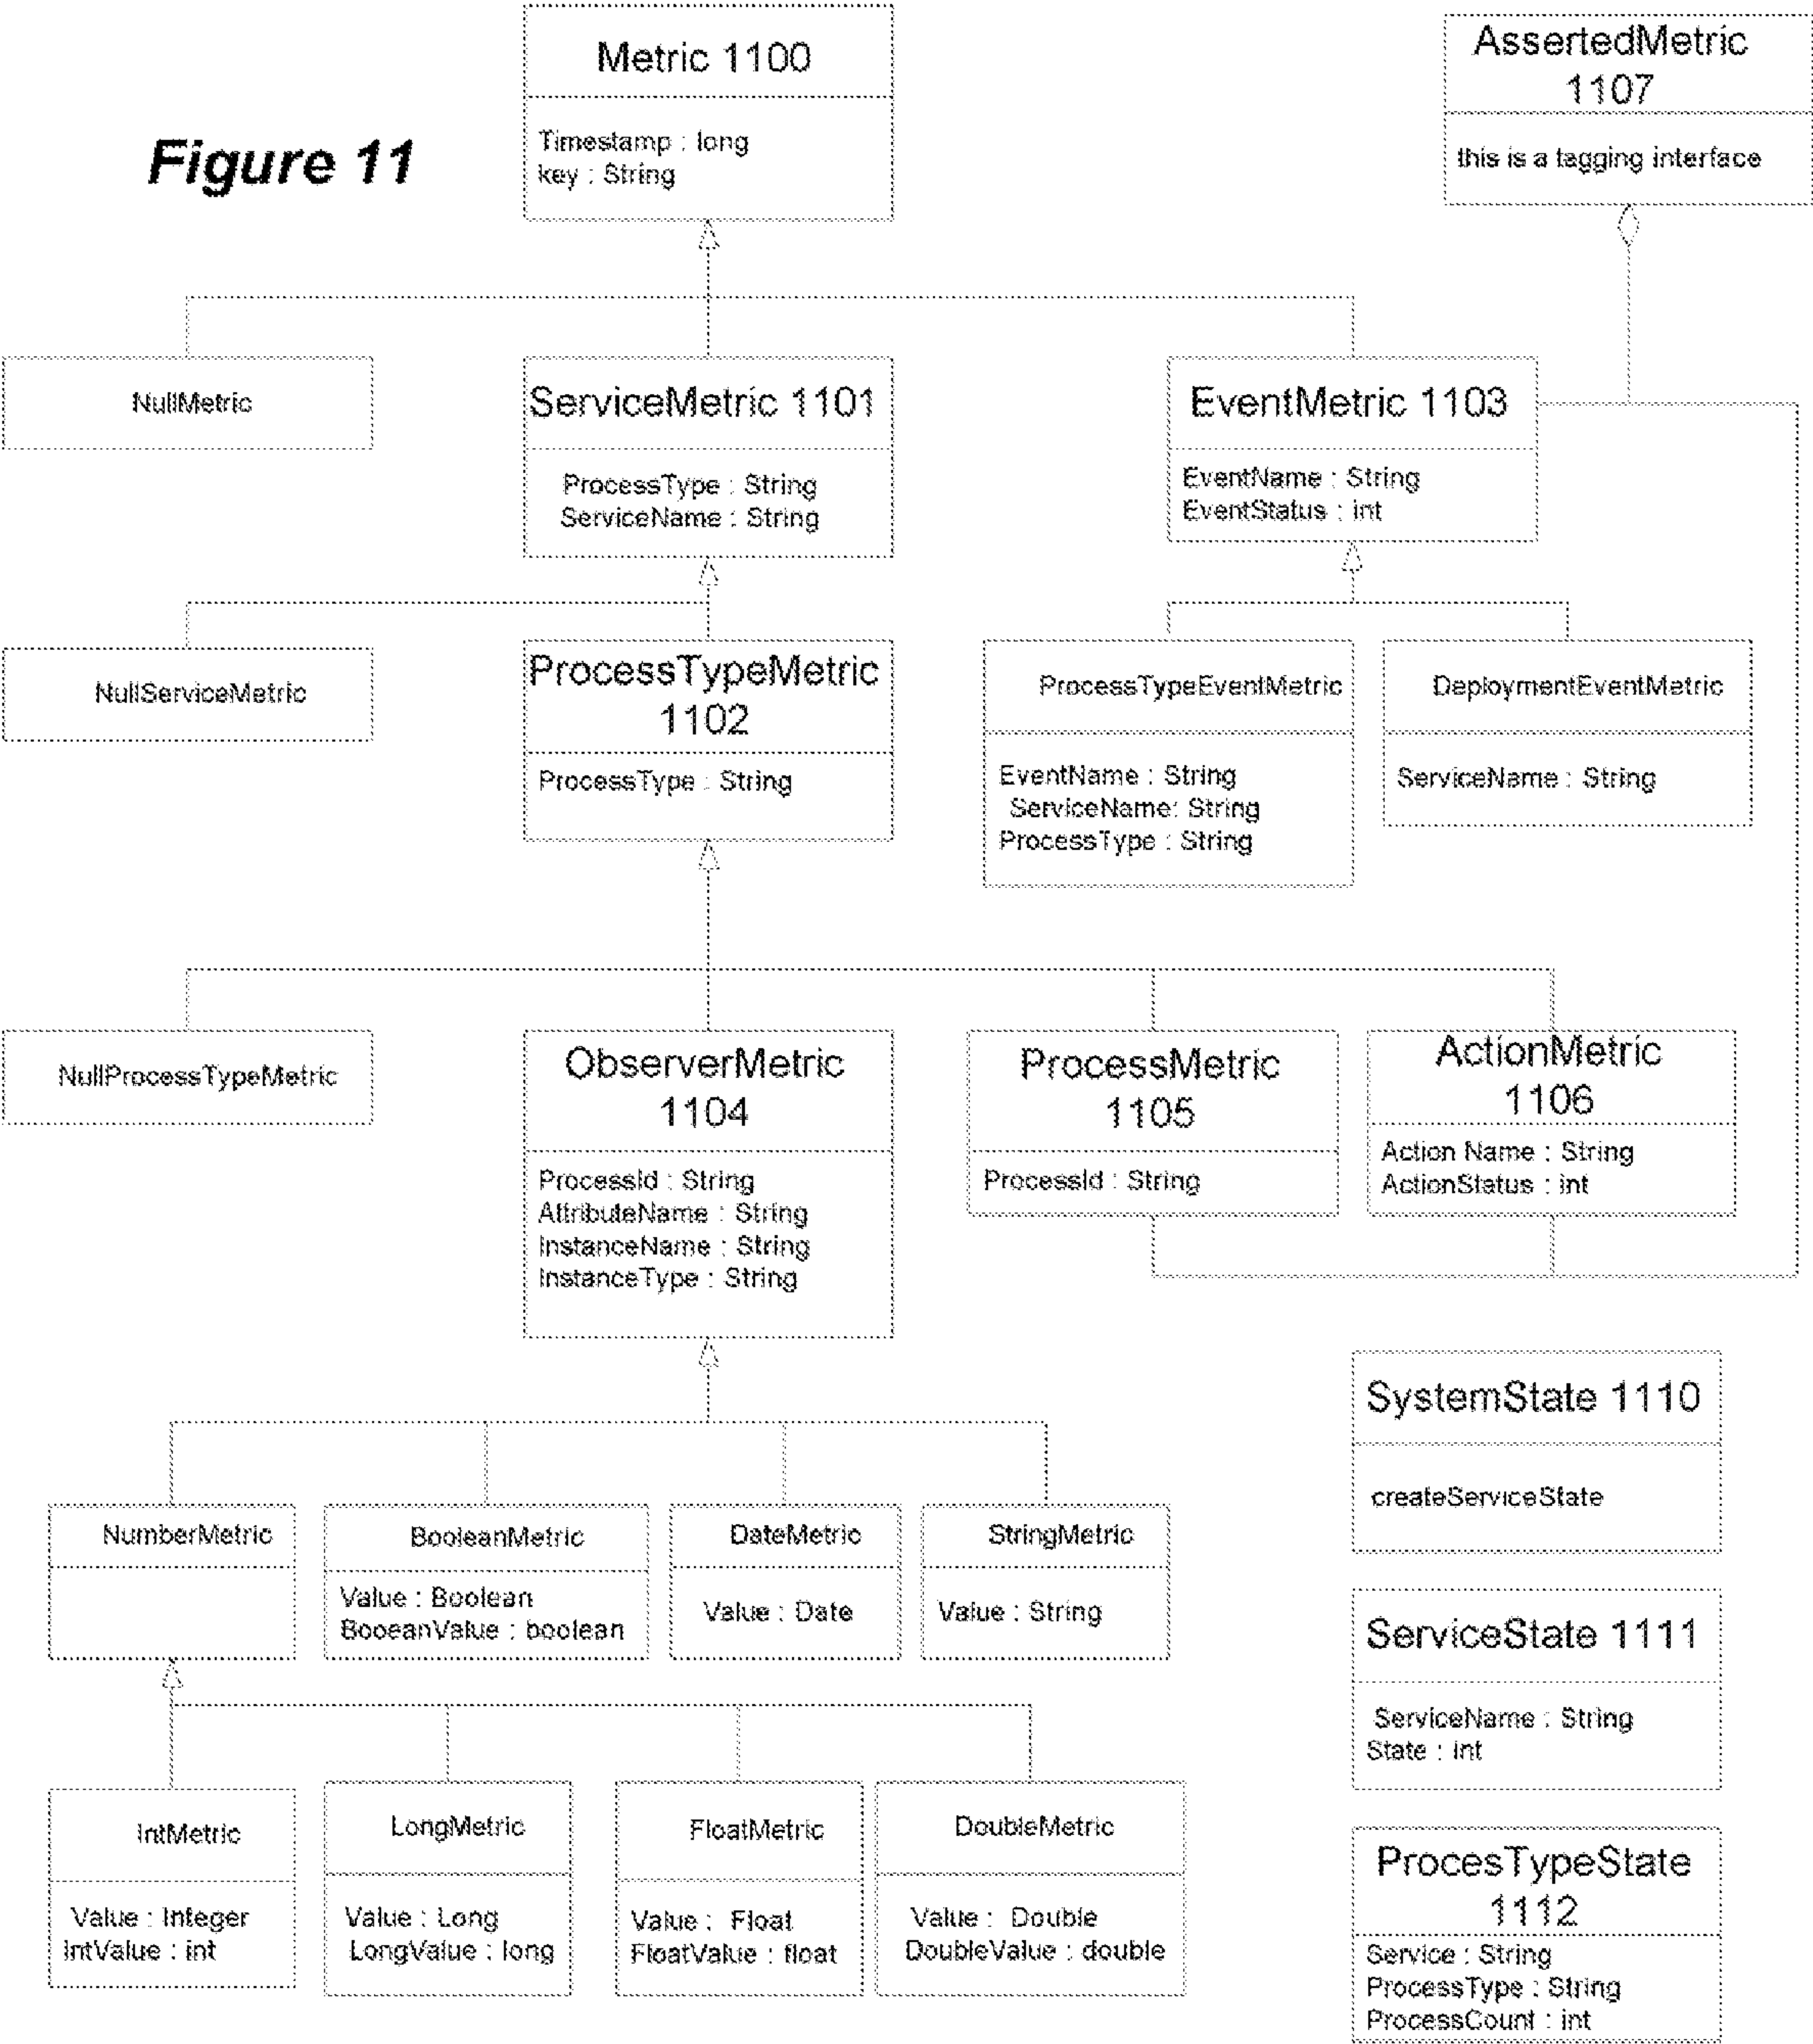 Metric 1100
Timestamp : long
key : String
AssertedMetric
1107
this is a tagging interface
Figure 11
NullMetric
ServiceMetric 1101
ProcessType : String
ServiceName : String
EventMetric 1103
EventName : String
EventStatus : int
NullServiceMetric
ProcessTypeMetric
1102
ProcessType : String
ProcessTypeEventMetric
EventName : String
ServiceName: String
ProcessType : String
DeploymentEventMetric
ServiceName : String
NullProcessTypeMetric
ObserverMetric
1104
ProcessId : String
AttributeName : String
InstanceName : String
InstanceType : String
ProcessMetric
1105
ProcessId : String
ActionMetric
1106
Action Name : String
ActionStatus : int
SystemState 1110
createServiceState
NumberMetric
BooleanMetric
Value : Boolean
BooeanValue : boolean
DateMetric
Value : Date
StringMetric
Value : String
ServiceState 1111
ServiceName : String
State : int
IntMetric
Value : Integer
IntValue : int
LongMetric
Value : Long
LongValue : long
FloatMetric
Value : Float
FloatValue : float
DoubleMetric
Value : Double
DoubleValue : double
ProcesTypeState
1112
Service : String
ProcessType : String
ProcessCount : int